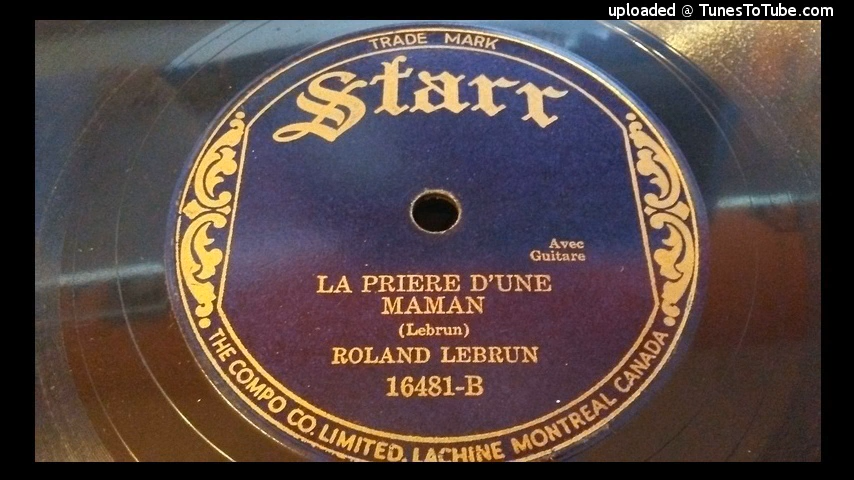 uploaded @ TunesToTube.com
TRADE MARK
Starr
Avec
Guitare
LA PRIERE D'UNE
MAMAN
(Lebrun)
ROLAND LEBRUN
16481-B
THE COMPO CO. LIMITED, LACHINE MONTREAL CANADA